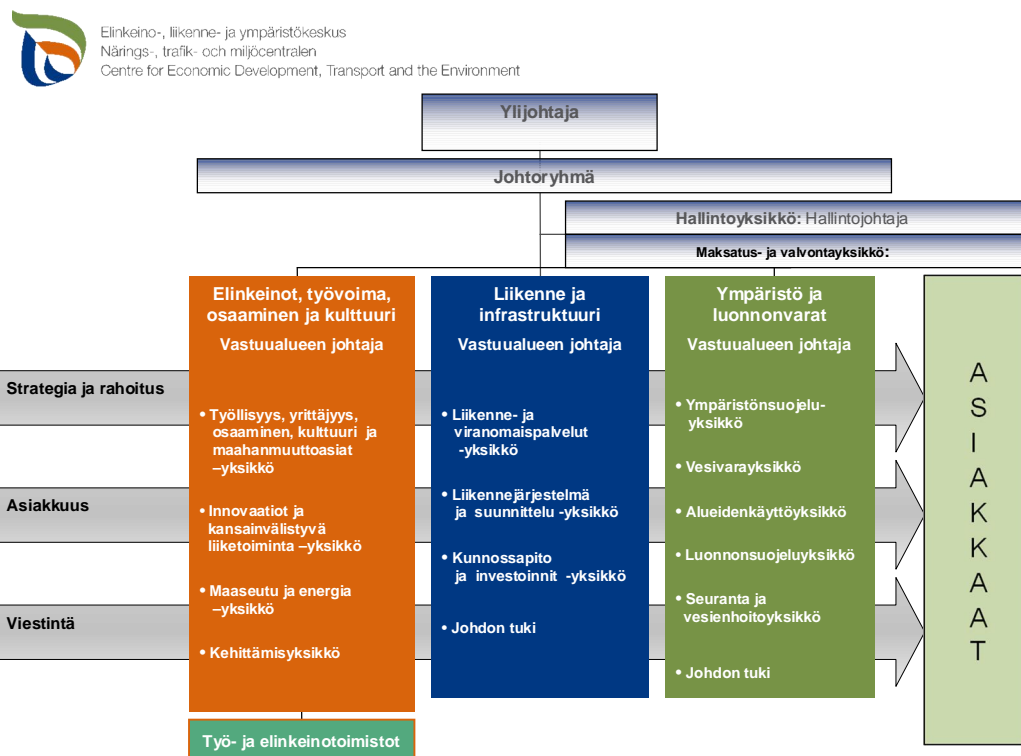 Elinkeino-, liikenne- ja ympäristökeskus
Närings-, trafik- och miljöcentralen
Centre for Economic Development, Transport and the Environment
Ylijohtaja
Johtoryhmä
Hallintoyksikkö: Hallintojohtaja
Maksatus- ja valvontayksikkö:
Elinkeinot, työvoima,
osaaminen ja kulttuuri
Vastuualueen johtaja
• Työllisyys, yrittäjyys,
osaaminen, kulttuuri ja
maahanmuuttoasiat
–yksikkö
• Innovaatiot ja
kansainvälistyvä
liiketoiminta –yksikkö
• Maaseutu ja energia
–yksikkö
• Kehittämisyksikkö
Työ- ja elinkeinotoimistot
Liikenne ja
infrastruktuuri
Vastuualueen johtaja
• Liikenne- ja
viranomaispalvelut
-yksikkö
• Liikennejärjestelmä
ja suunnittelu -yksikkö
• Kunnossapito
ja investoinnit -yksikkö
• Johdon tuki
Ympäristö ja
luonnonvarat
Vastuualueen johtaja
• Ympäristönsuojelu-
yksikkö
• Vesivarayksikkö
• Alueidenkäyttöyksikkö
• Luonnonsuojeluyksikkö
• Seuranta ja
vesienhoitoyksikkö
• Johdon tuki
Strategia ja rahoitus
Asiakkuus
Viestintä
A
S
I
A
K
K
A
A
T